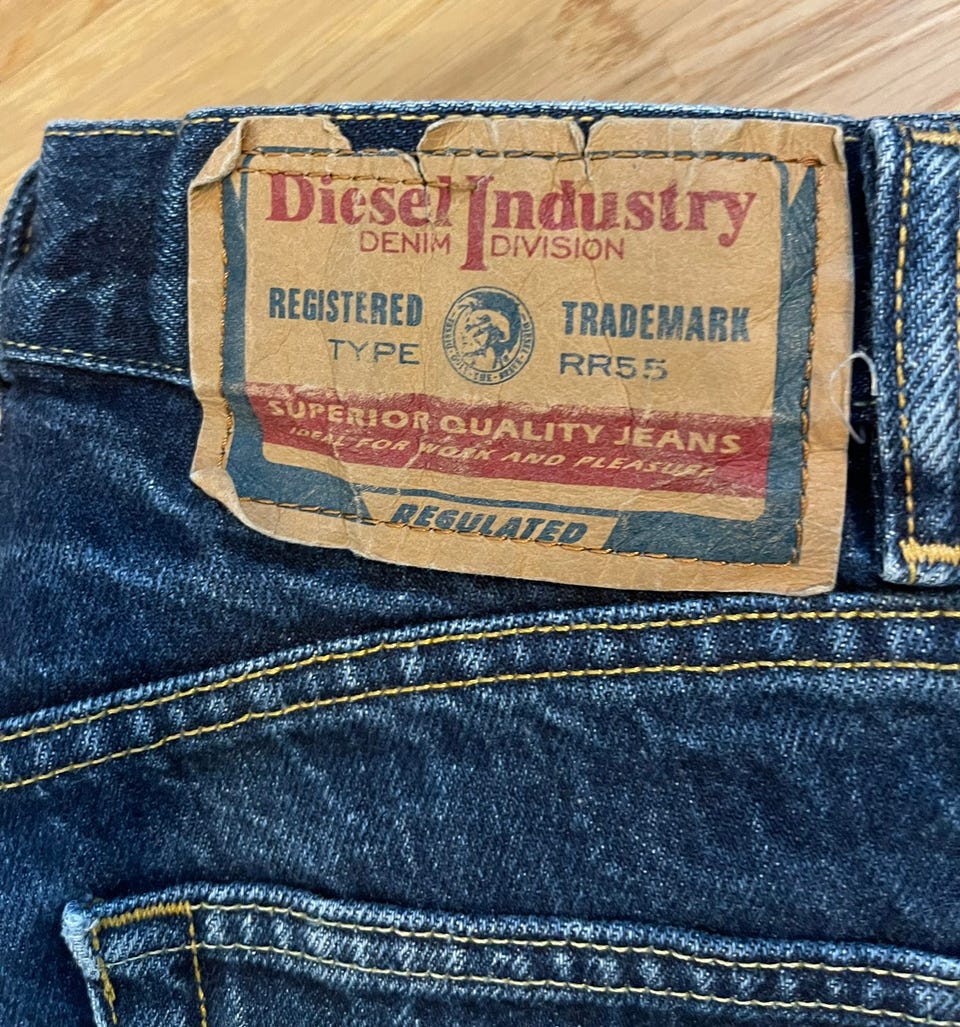 Diesel Industry
DENIM DIVISION
REGISTERED TRADEMARK
TYPE RR55
SUPERIOR QUALITY JEANS
IDEAL FOR WORK AND PLEASURE
REGULATED